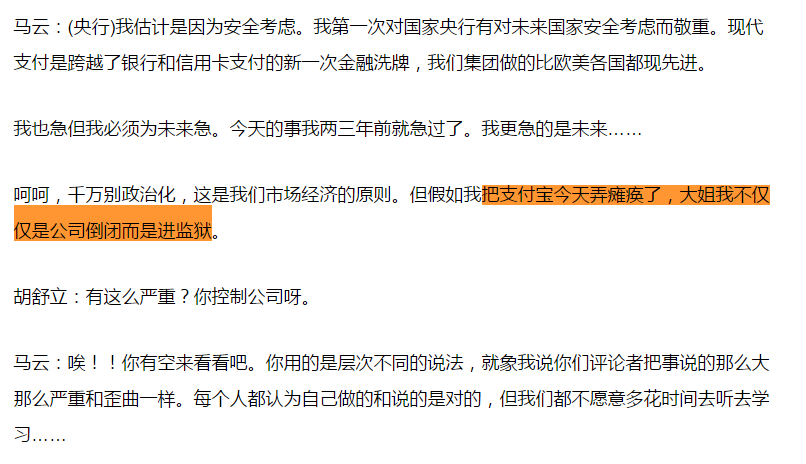 马云：(央行)我估计是因为安全考虑。我第一次对国家央行有对未来国家安全考虑而敬重。现代
支付是跨越了银行和信用卡支付的新一次金融洗牌，我们集团做的比欧美各国都现先进。
我也急但我必须为未来急。今天的事我两三年前就急过了。我更急的是未来……
呵呵，千万别政治化，这是我们市场经济的原则。但假如我把支付宝今天弄瘫痪了，大姐我不仅
仅是公司倒闭而是进监狱。
胡舒立：有这么严重？你控制公司呀。
马云：唉！！你有空来看看吧。你用的是层次不同的说法，就象我说你们评论者把事说的那么大
那么严重和歪曲一样。每个人都认为自己做的和说的是对的，但我们都不愿意多花时间去听去学
习……